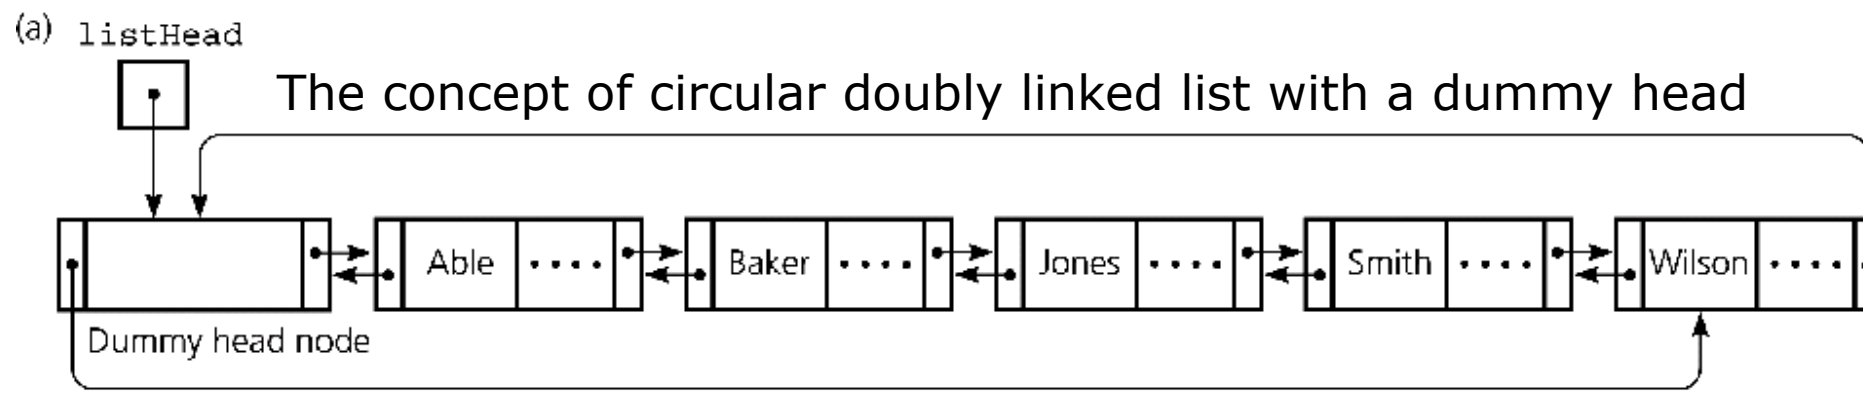 (a) listHead
The concept of circular doubly linked list with a dummy head
Able •••• Baker •••• Jones •••• Smith •••• Wilson ••••
Dummy head node